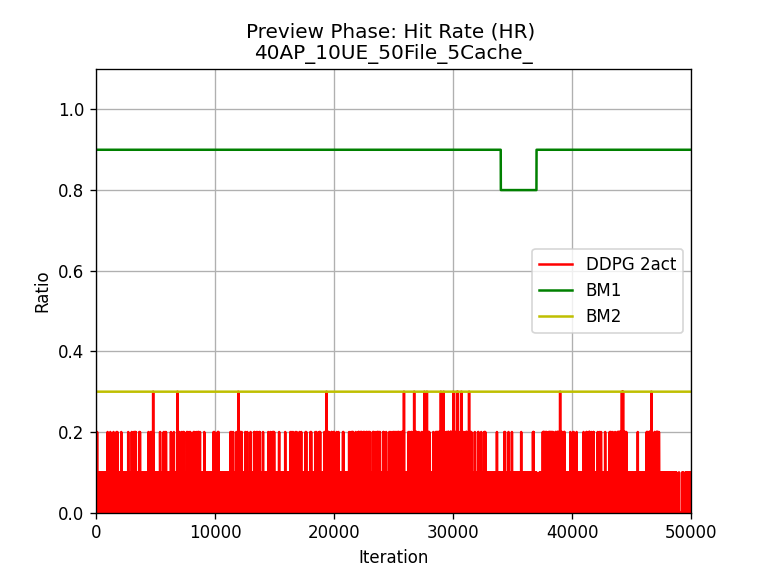 Preview Phase: Hit Rate (HR)
40AP_10UE_50File_5Cache_
1.0
0.8
0.6
0.4
0.2
0.0
Ratio
DDPG 2act
BM1
BM2
0 10000 20000 30000 40000 50000
Iteration